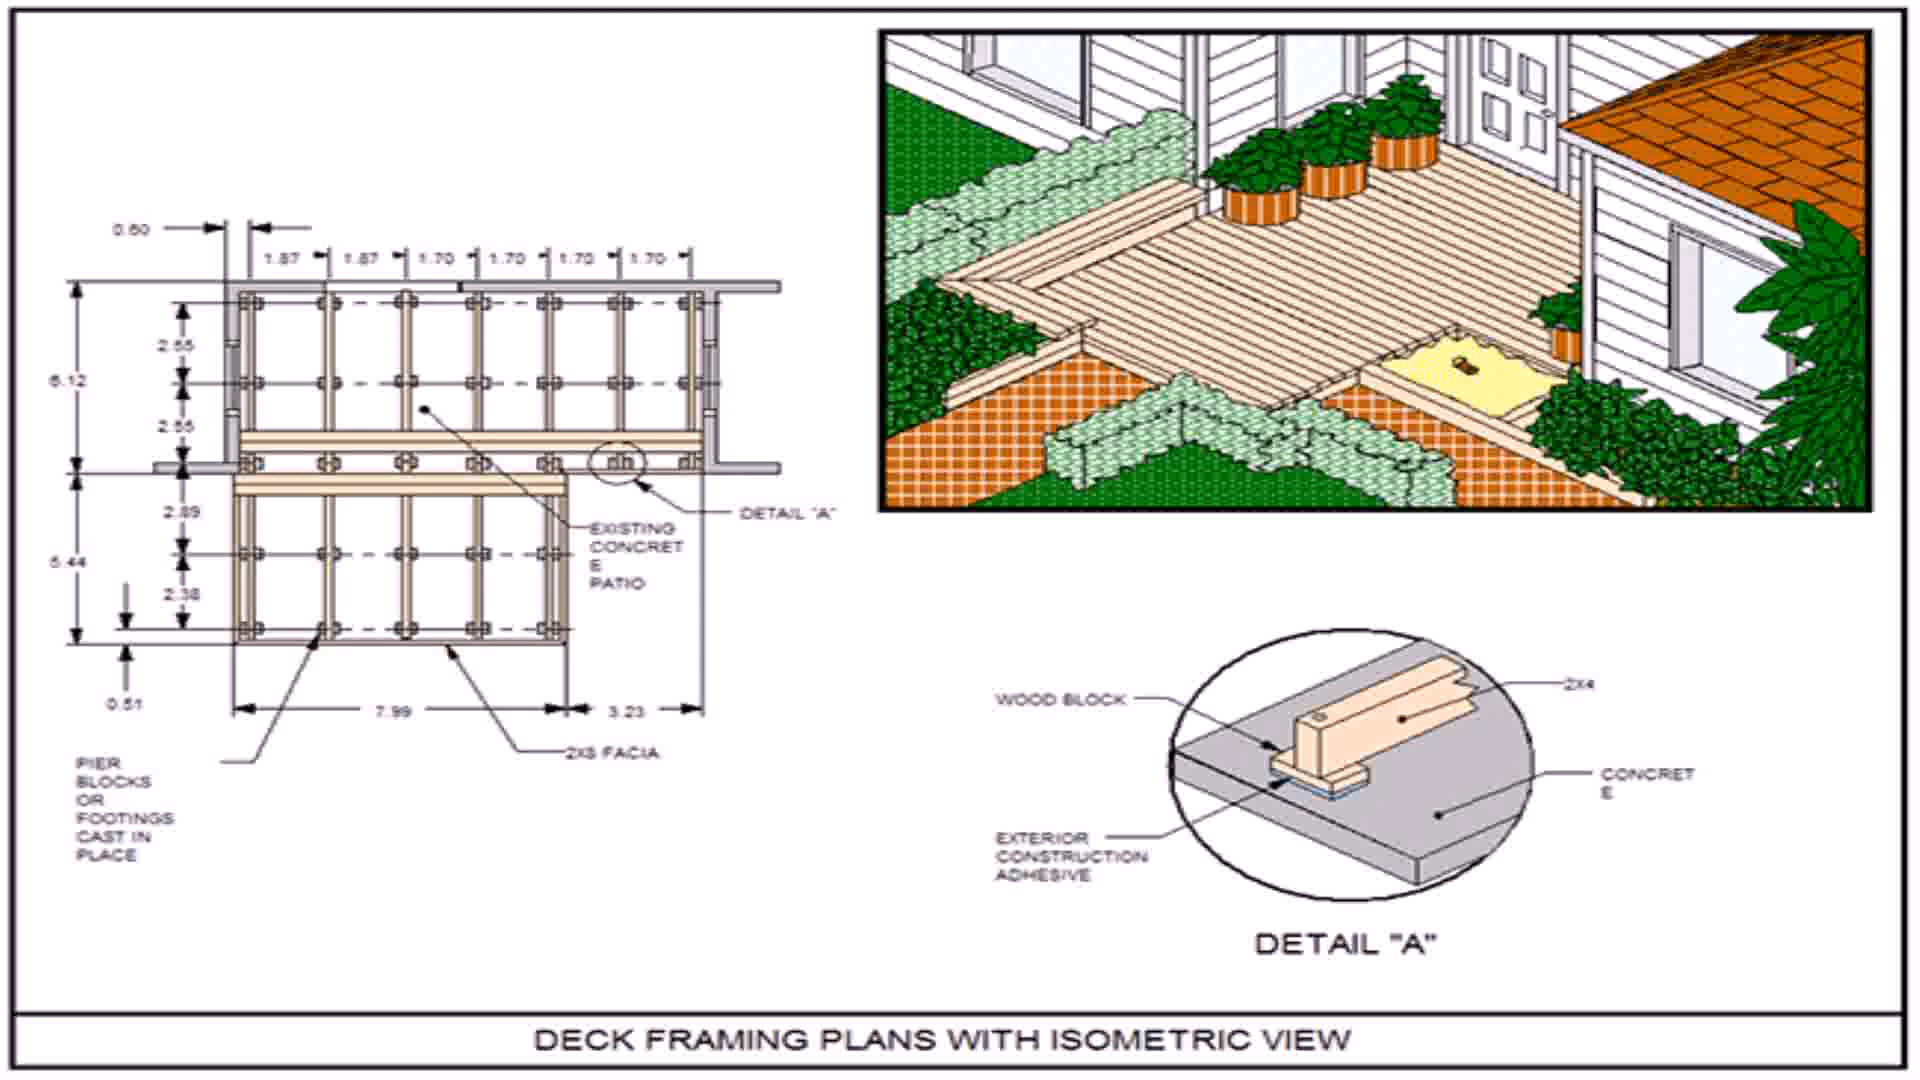 0.60
1.87 1.87 1.70 1.70 1.70 1.70
2.55
6.12
2.55
2.89
DETAIL "A"
EXISTING
CONCRET
E
PATIO
5.44
2.38
0.51
7.99 3.23
2X8 FACIA
PIER
BLOCKS
OR
FOOTINGS
CAST IN
PLACE
WOOD BLOCK
2X4
CONCRET
E
EXTERIOR
CONSTRUCTION
ADHESIVE
DETAIL "A"
DECK FRAMING PLANS WITH ISOMETRIC VIEW